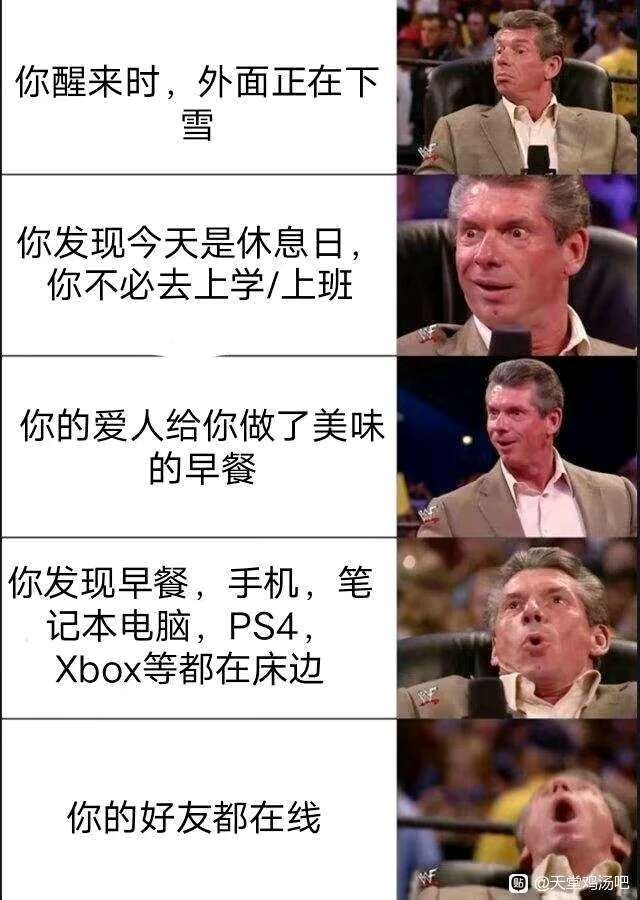 你醒来时，外面正在下
雪
你发现今天是休息日，
你不必去上学/上班
你的爱人给你做了美味
的早餐
你发现早餐，手机，笔
记本电脑，PS4，
Xbox等都在床边
你的好友都在线
贴 @天堂鸡汤吧